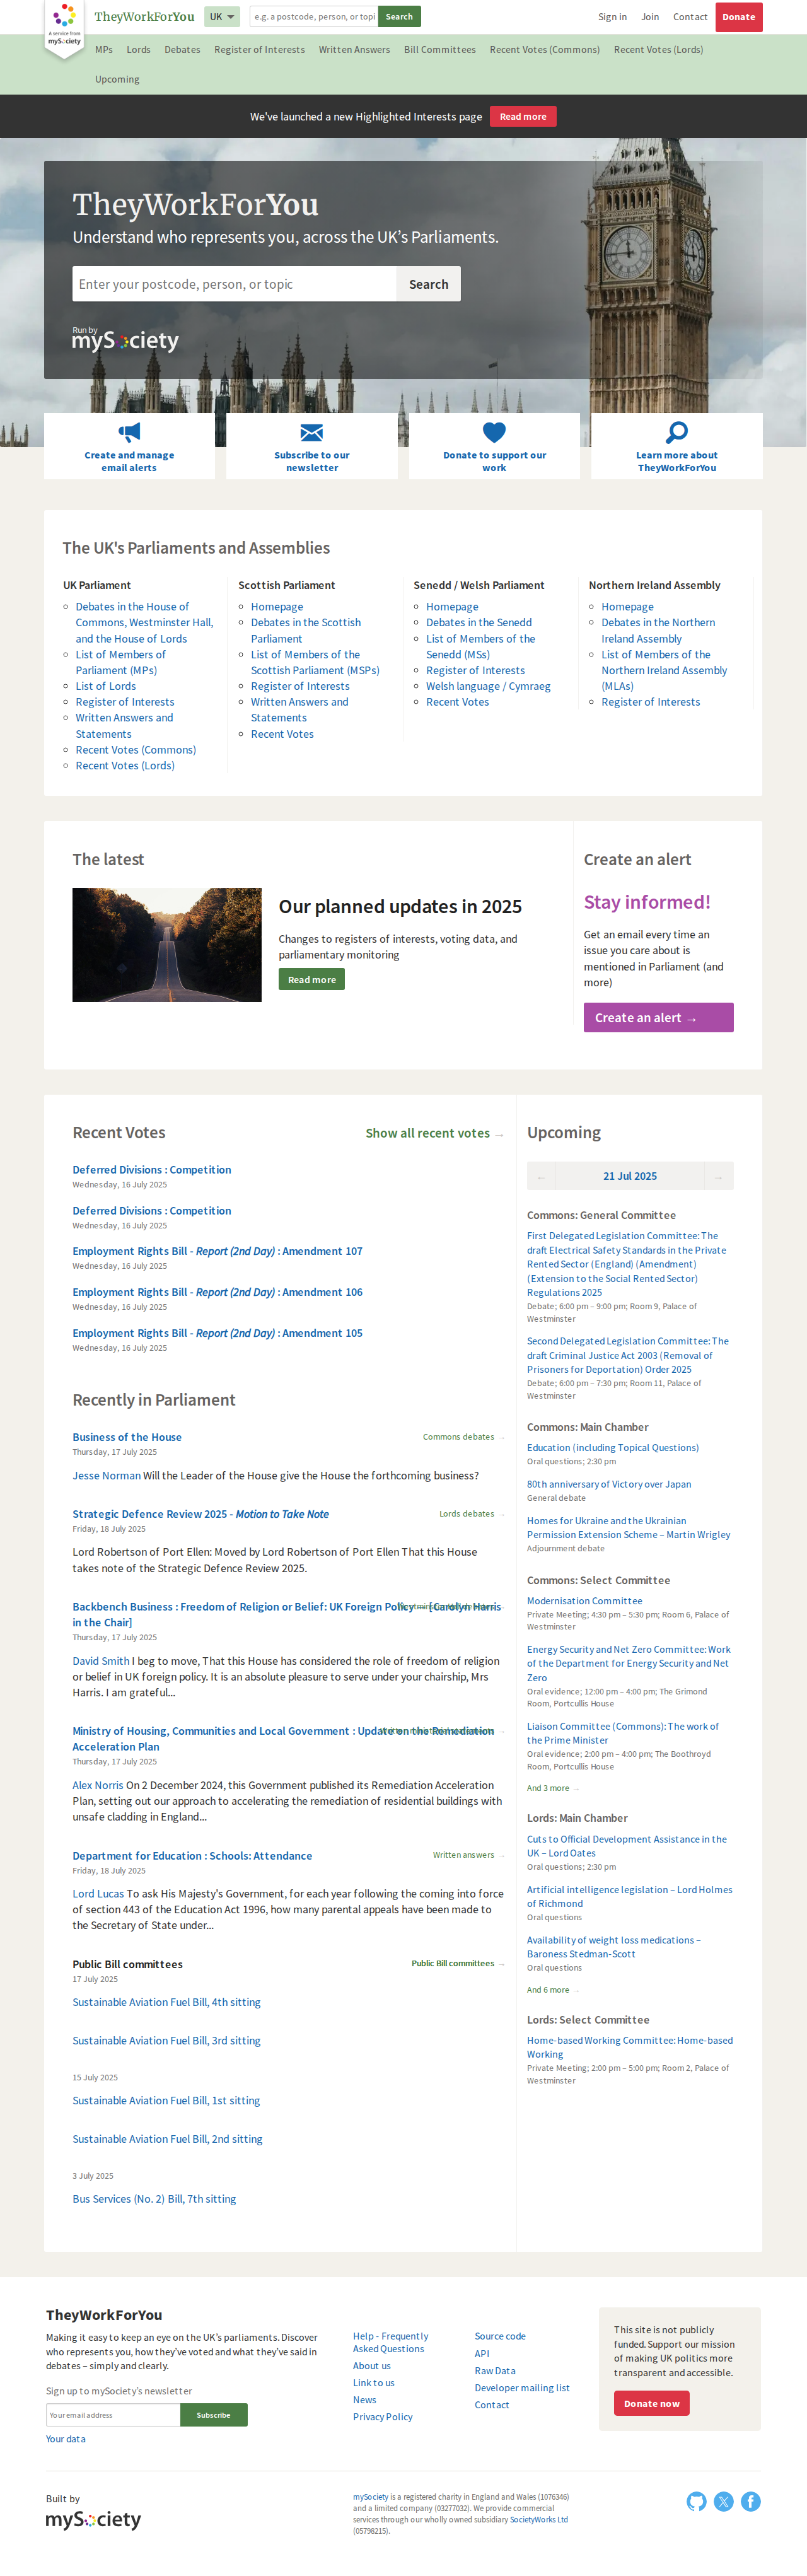 A service from
mySociety
TheyWorkForYou
UK
e.g. a postcode, person, or topi
Search
Sign in
Join
Contact
Donate
MPs
Lords
Debates
Register of Interests
Written Answers
Bill Committees
Recent Votes (Commons)
Recent Votes (Lords)
Upcoming
We've launched a new Highlighted Interests page
Read more
TheyWorkForYou
Understand who represents you, across the UK's Parliaments.
Enter your postcode, person, or topic
Search
Run by
mySociety
Create and manage
email alerts
Subscribe to our
newsletter
Donate to support our
work
Learn more about
TheyWorkForYou
The UK's Parliaments and Assemblies
UK Parliament
Debates in the House of
Commons, Westminster Hall,
and the House of Lords
List of Members of
Parliament (MPs)
List of Lords
Register of Interests
Written Answers and
Statements
Recent Votes (Commons)
Recent Votes (Lords)
Scottish Parliament
Homepage
Debates in the Scottish
Parliament
List of Members of the
Scottish Parliament (MSPs)
Register of Interests
Written Answers and
Statements
Recent Votes
Senedd / Welsh Parliament
Homepage
Debates in the Senedd
List of Members of the
Senedd (MSs)
Register of Interests
Welsh language / Cymraeg
Recent Votes
Northern Ireland Assembly
Homepage
Debates in the Northern
Ireland Assembly
List of Members of the
Northern Ireland Assembly
(MLAs)
Register of Interests
The latest
Our planned updates in 2025
Changes to registers of interests, voting data, and
parliamentary monitoring
Read more
Create an alert
Stay informed!
Get an email every time an
issue you care about is
mentioned in Parliament (and
more)
Create an alert →
Recent Votes
Show all recent votes →
Deferred Divisions : Competition
Wednesday, 16 July 2025
Deferred Divisions : Competition
Wednesday, 16 July 2025
Employment Rights Bill - Report (2nd Day) : Amendment 107
Wednesday, 16 July 2025
Employment Rights Bill - Report (2nd Day) : Amendment 106
Wednesday, 16 July 2025
Employment Rights Bill - Report (2nd Day) : Amendment 105
Wednesday, 16 July 2025
Recently in Parliament
Business of the House
Commons debates →
Thursday, 17 July 2025
Jesse Norman Will the Leader of the House give the House the forthcoming business?
Strategic Defence Review 2025 - Motion to Take Note
Lords debates →
Friday, 18 July 2025
Lord Robertson of Port Ellen: Moved by Lord Robertson of Port Ellen That this House
takes note of the Strategic Defence Review 2025.
Backbench Business : Freedom of Religion or Belief: UK Foreign Policy — [Carolyn Harris
in the Chair]
Thursday, 17 July 2025
David Smith I beg to move, That this House has considered the role of freedom of religion
or belief in UK foreign policy. It is an absolute pleasure to serve under your chairship, Mrs
Harris. I am grateful...
Ministry of Housing, Communities and Local Government : Update on the Remediation
Acceleration Plan
Thursday, 17 July 2025
Alex Norris On 2 December 2024, this Government published its Remediation Acceleration
Plan, setting out our approach to accelerating the remediation of residential buildings with
unsafe cladding in England...
Department for Education : Schools: Attendance
Written answers →
Friday, 18 July 2025
Lord Lucas To ask His Majesty's Government, for each year following the coming into force
of section 443 of the Education Act 1996, how many parental appeals have been made to
the Secretary of State under...
Public Bill committees
Public Bill committees →
17 July 2025
Sustainable Aviation Fuel Bill, 4th sitting
Sustainable Aviation Fuel Bill, 3rd sitting
15 July 2025
Sustainable Aviation Fuel Bill, 1st sitting
Sustainable Aviation Fuel Bill, 2nd sitting
3 July 2025
Bus Services (No. 2) Bill, 7th sitting
Upcoming
← 21 Jul 2025 →
Commons: General Committee
First Delegated Legislation Committee: The
draft Electrical Safety Standards in the Private
Rented Sector (England) (Amendment)
(Extension to the Social Rented Sector)
Regulations 2025
Debate; 6:00 pm – 9:00 pm; Room 9, Palace of
Westminster
Second Delegated Legislation Committee: The
draft Criminal Justice Act 2003 (Removal of
Prisoners for Deportation) Order 2025
Debate; 6:00 pm – 7:30 pm; Room 11, Palace of
Westminster
Commons: Main Chamber
Education (including Topical Questions)
Oral questions; 2:30 pm
80th anniversary of Victory over Japan
General debate
Homes for Ukraine and the Ukrainian
Permission Extension Scheme – Martin Wrigley
Adjournment debate
Commons: Select Committee
Modernisation Committee
Private Meeting; 4:30 pm – 5:30 pm; Room 6, Palace of
Westminster
Energy Security and Net Zero Committee: Work
of the Department for Energy Security and Net
Zero
Oral evidence; 12:00 pm – 4:00 pm; The Grimond
Room, Portcullis House
Liaison Committee (Commons): The work of
the Prime Minister
Oral evidence; 2:00 pm – 4:00 pm; The Boothroyd
Room, Portcullis House
And 3 more →
Lords: Main Chamber
Cuts to Official Development Assistance in the
UK – Lord Oates
Oral questions; 2:30 pm
Artificial intelligence legislation – Lord Holmes
of Richmond
Oral questions
Availability of weight loss medications –
Baroness Stedman-Scott
Oral questions
And 6 more →
Lords: Select Committee
Home-based Working Committee: Home-based
Working
Private Meeting; 2:00 pm – 5:00 pm; Room 2, Palace of
Westminster
TheyWorkForYou
Making it easy to keep an eye on the UK's parliaments. Discover
who represents you, how they've voted and what they've said in
debates – simply and clearly.
Sign up to mySociety's newsletter
Your email address
Subscribe
Your data
Help - Frequently
Asked Questions
About us
Link to us
News
Privacy Policy
Source code
API
Raw Data
Developer mailing list
Contact
This site is not publicly
funded. Support our mission
of making UK politics more
transparent and accessible.
Donate now
Built by
mySociety
mySociety is a registered charity in England and Wales (1076346)
and a limited company (03277032). We provide commercial
services through our wholly owned subsidiary SocietyWorks Ltd
(05798215).